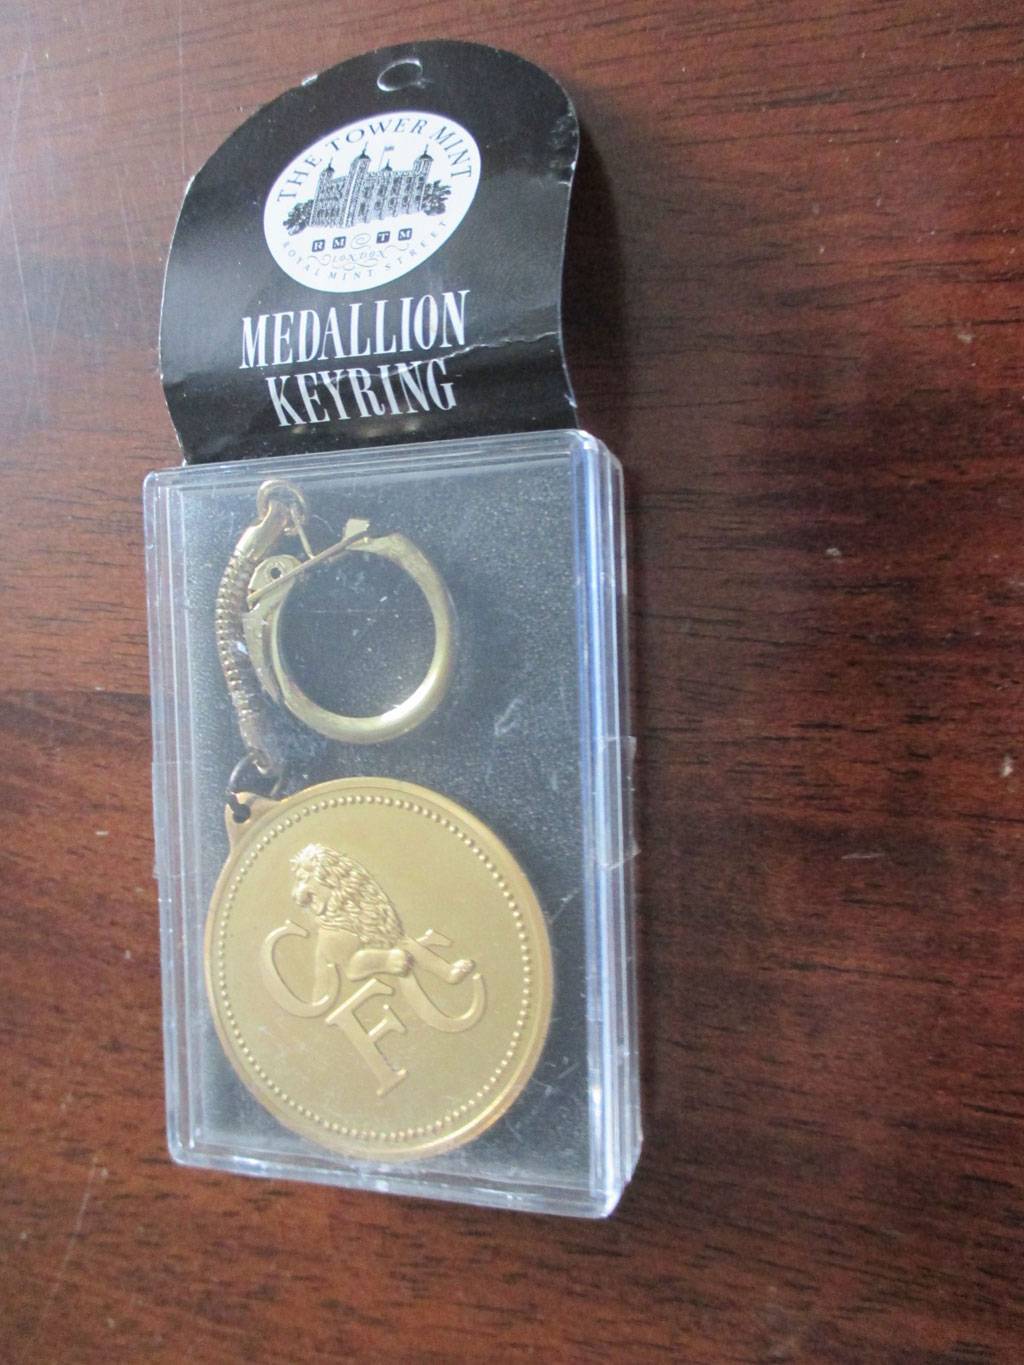 THE TOWER MINT
RM TM
LONDON
ROYAL MINT STREET
MEDALLION
KEYRING
CFC